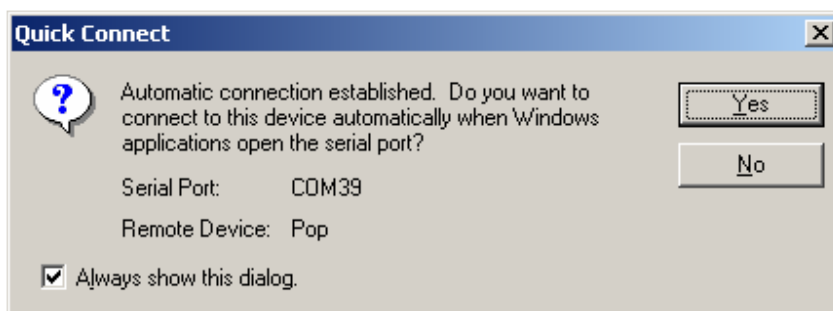 Quick Connect
Automatic connection established. Do you want to
connect to this device automatically when Windows
applications open the serial port?
Yes
No
Serial Port: COM39
Remote Device: Pop
Always show this dialog.